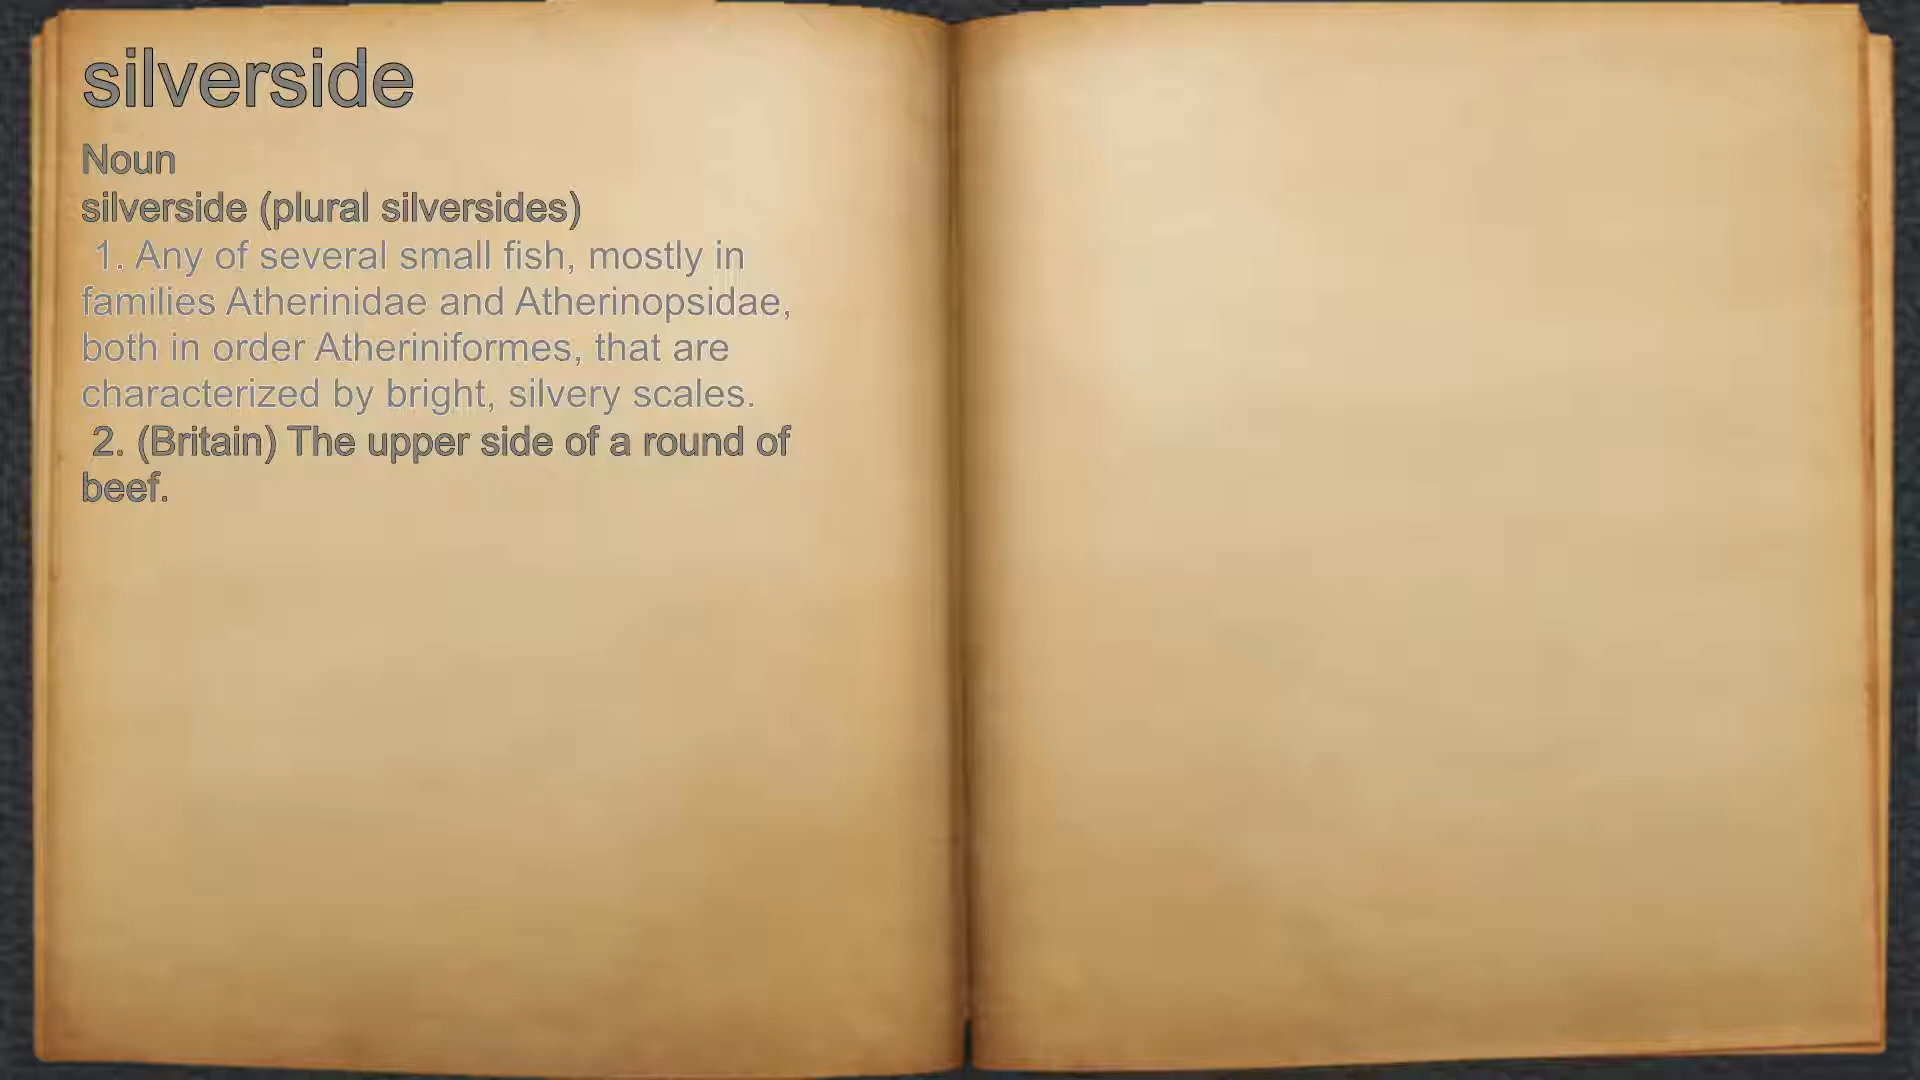 silverside
Noun
silverside (plural silversides)
1. Any of several small fish, mostly in
families Atherinidae and Atherinopsidae,
both in order Atheriniformes, that are
characterized by bright, silvery scales.
2. (Britain) The upper side of a round of
beef.